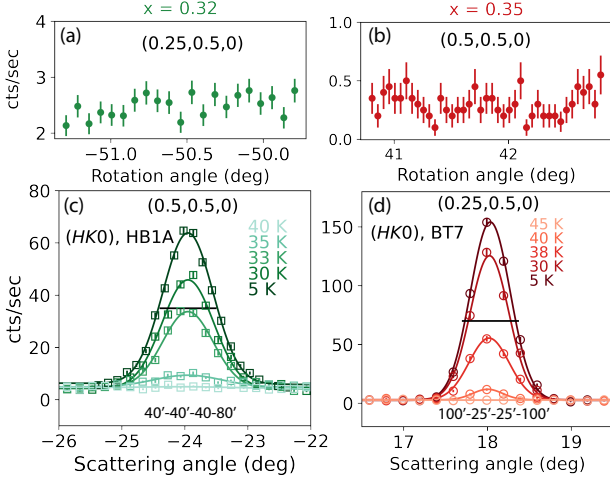 x = 0.32
x = 0.35
(a)
(0.25,0.5,0)
cts/sec
4
3
2
−51.0
−50.5
−50.0
Rotation angle (deg)
(b)
(0.5,0.5,0)
1.0
0.5
0.0
41
42
Rotation angle (deg)
(c)
(0.5,0.5,0)
(HK0), HB1A
40 K
35 K
33 K
30 K
5 K
cts/sec
80
60
40
20
0
40′-40′-40-80′
−26
−25
−24
−23
−22
Scattering angle (deg)
(d)
(0.25,0.5,0)
(HK0), BT7
45 K
40 K
38 K
30 K
5 K
150
100
50
0
100′-25′-25′-100′
17
18
19
Scattering angle (deg)